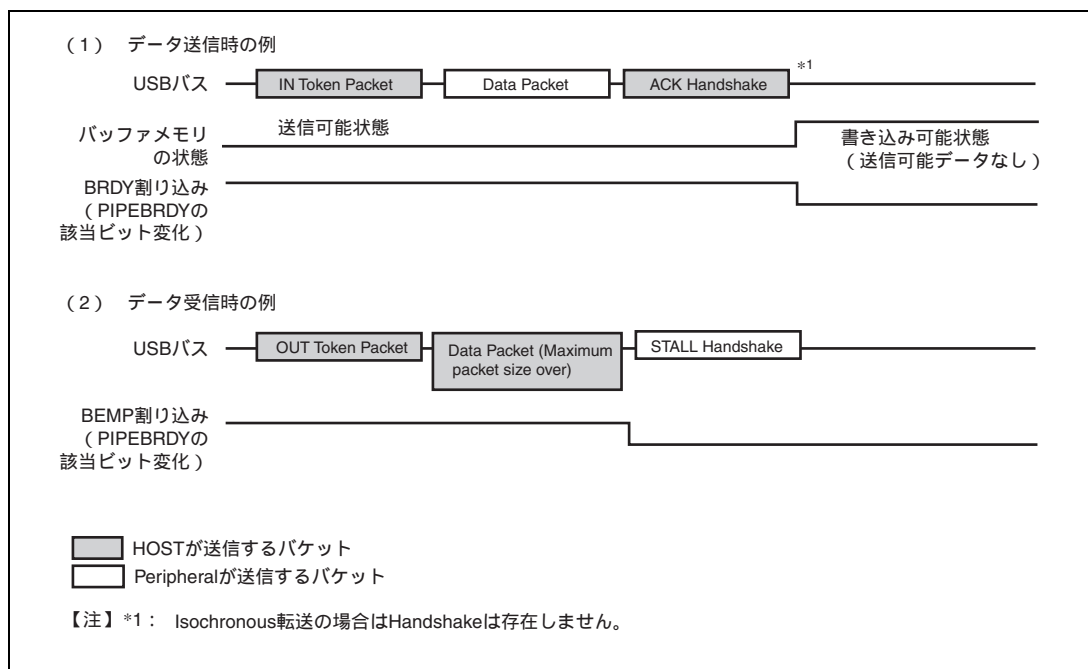 （1） データ送信時の例
USBバス
IN Token Packet
Data Packet
ACK Handshake
*1
バッファメモリ
の状態
送信可能状態
書き込み可能状態
（送信可能データなし）
BRDY割り込み
（PIPEBRDYの
該当ビット変化）
（2） データ受信時の例
USBバス
OUT Token Packet
Data Packet (Maximum
packet size over)
STALL Handshake
BEMP割り込み
（PIPEBRDYの
該当ビット変化）
HOSTが送信するパケット
Peripheralが送信するパケット
【注】*1： Isochronous転送の場合はHandshakeは存在しません。